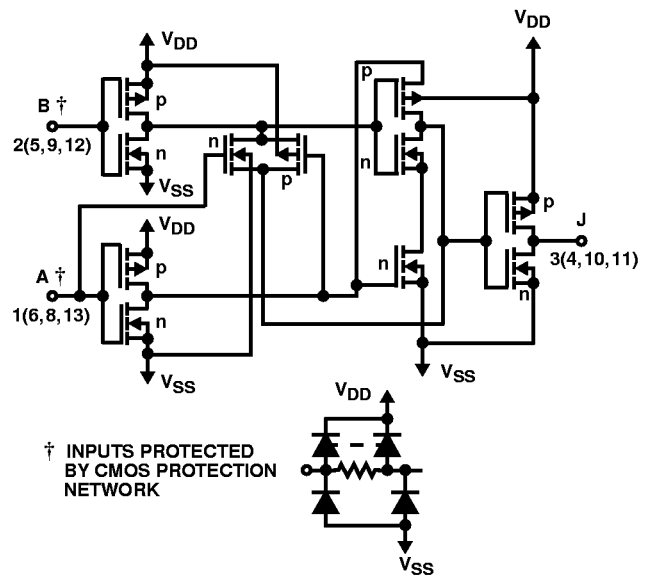 VDD
VDD
B †
p
p
2(5,9,12)
n
n
n
p
VSS
VDD
p
J
A †
p
n
3(4,10,11)
1(6,8,13)
n
n
VSS
VSS
VDD
† INPUTS PROTECTED
BY CMOS PROTECTION
NETWORK
VSS